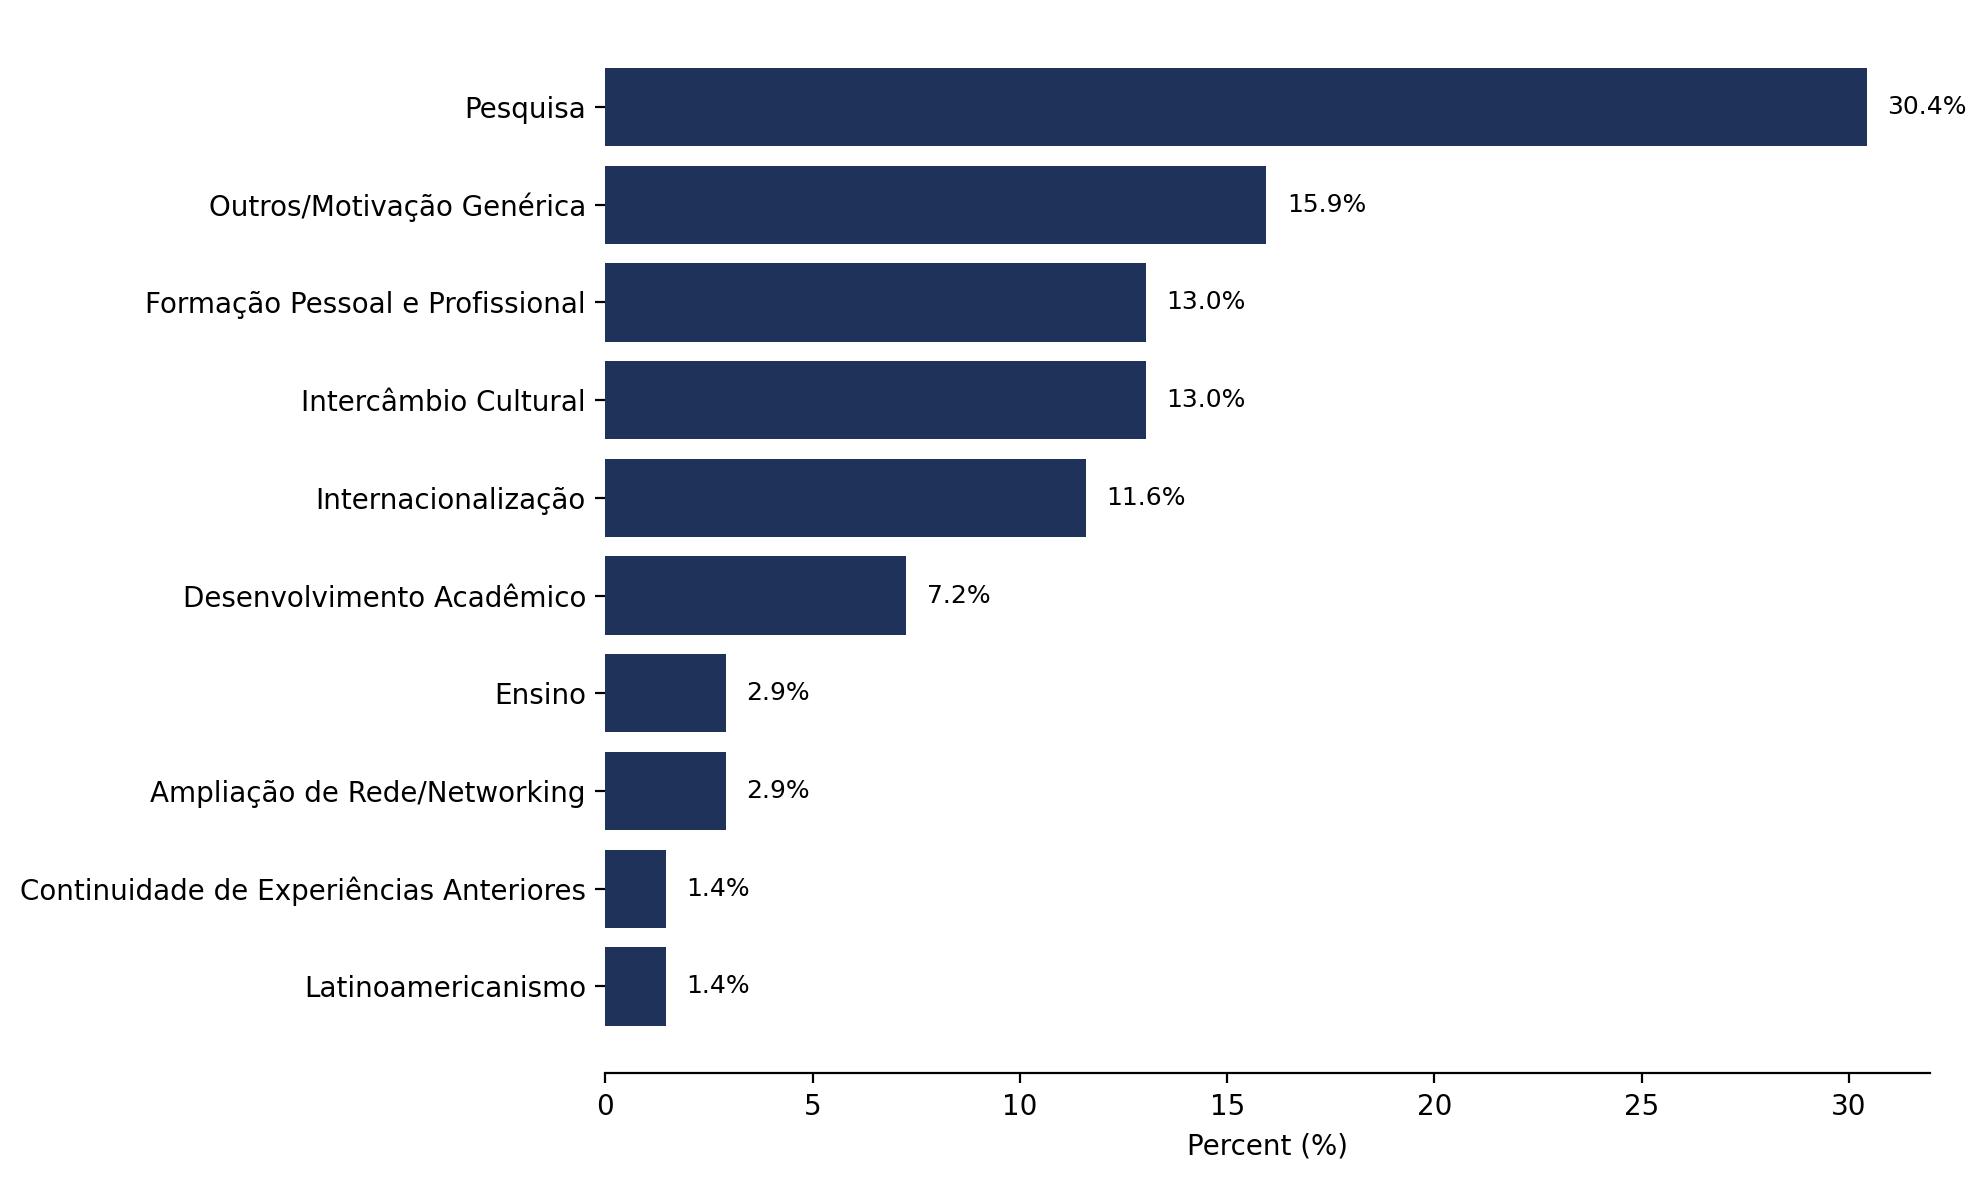 Pesquisa 30.4%
Outros/Motivação Genérica 15.9%
Formação Pessoal e Profissional 13.0%
Intercâmbio Cultural 13.0%
Internacionalização 11.6%
Desenvolvimento Acadêmico 7.2%
Ensino 2.9%
Ampliação de Rede/Networking 2.9%
Continuidade de Experiências Anteriores 1.4%
Latinoamericanismo 1.4%
0 5 10 15 20 25 30
Percent (%)